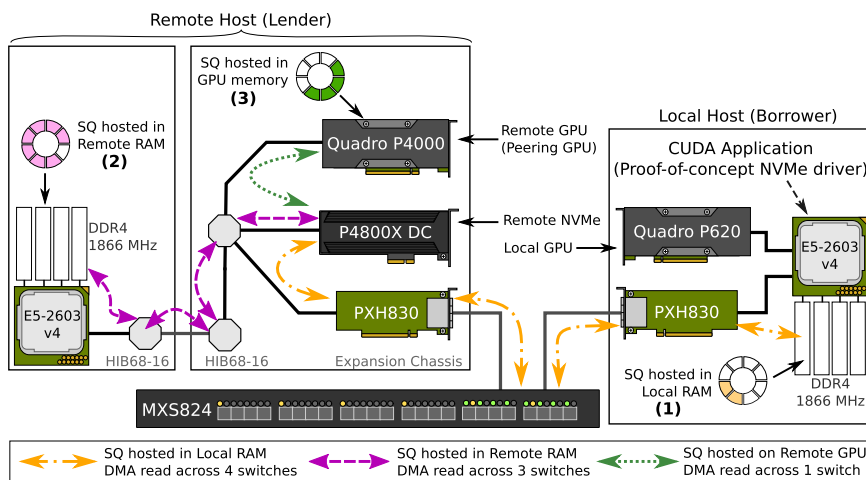 Remote Host (Lender)
SQ hosted in
GPU memory
(3)
SQ hosted in
Remote RAM
(2)
Quadro P4000
Remote GPU
(Peering GPU)
Local Host (Borrower)
CUDA Application
(Proof-of-concept NVMe driver)
DDR4
1866 MHz
P4800X DC
Remote NVMe
Local GPU
Quadro P620
E5-2603
v4
E5-2603
v4
PXH830
PXH830
HIB68-16
HIB68-16
Expansion Chassis
SQ hosted in
Local RAM
(1)
DDR4
1866 MHz
MXS824
SQ hosted in Local RAM
DMA read across 4 switches
SQ hosted in Remote RAM
DMA read across 3 switches
SQ hosted on Remote GPU
DMA read across 1 switch